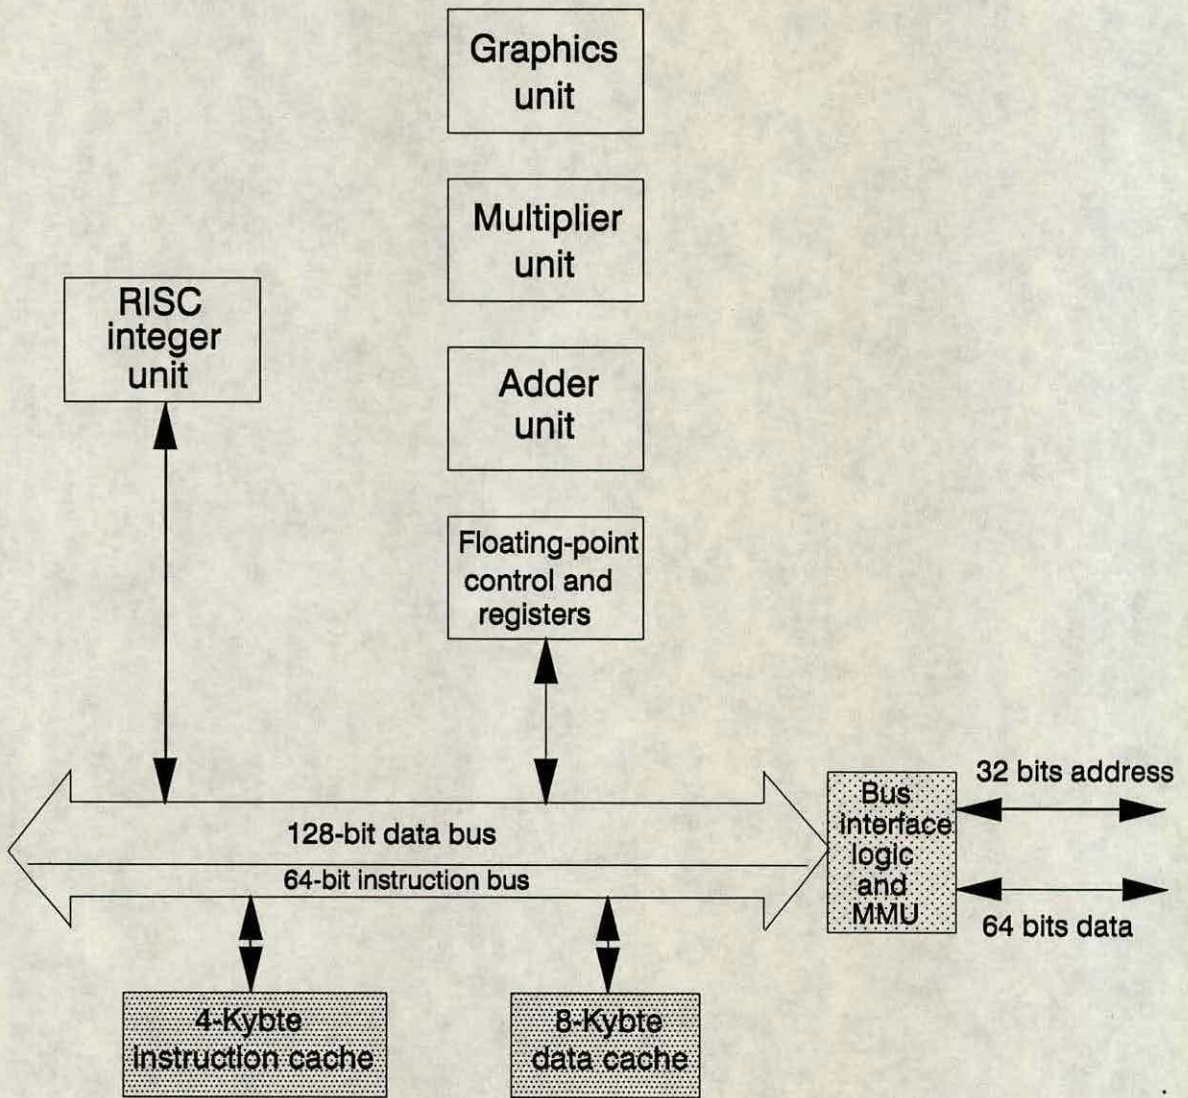 Graphics
unit
Multiplier
unit
RISC
integer
unit
Adder
unit
Floating-point
control and
registers
32 bits address
Bus
interface
logic
and
MMU
128-bit data bus
64-bit instruction bus
64 bits data
4-Kybte
instruction cache
8-Kybte
data cache